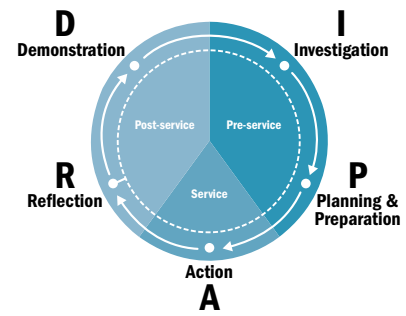 D
Demonstration
I
Investigation
Post-service
Pre-service
R
Reflection
Service
P
Planning &
Preparation
Action
A